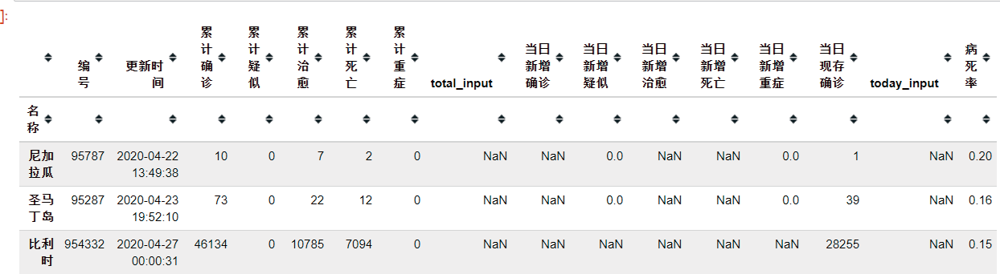 ]:
编号 更新时间 累计确诊 累计疑似 累计治愈 累计死亡 累计重症 total_input 当日新增确诊 当日新增疑似 当日新增治愈 当日新增死亡 当日新增重症 当日现存确诊 today_input 病死率
名称
尼加拉瓜 95787 2020-04-22 13:49:38 10 0 7 2 0 NaN NaN 0.0 NaN NaN 0.0 1 NaN 0.20
圣马丁岛 95287 2020-04-23 19:52:10 73 0 22 12 0 NaN NaN 0.0 NaN NaN 0.0 39 NaN 0.16
比利时 954332 2020-04-27 00:00:31 46134 0 10785 7094 0 NaN NaN NaN NaN NaN NaN 28255 NaN 0.15